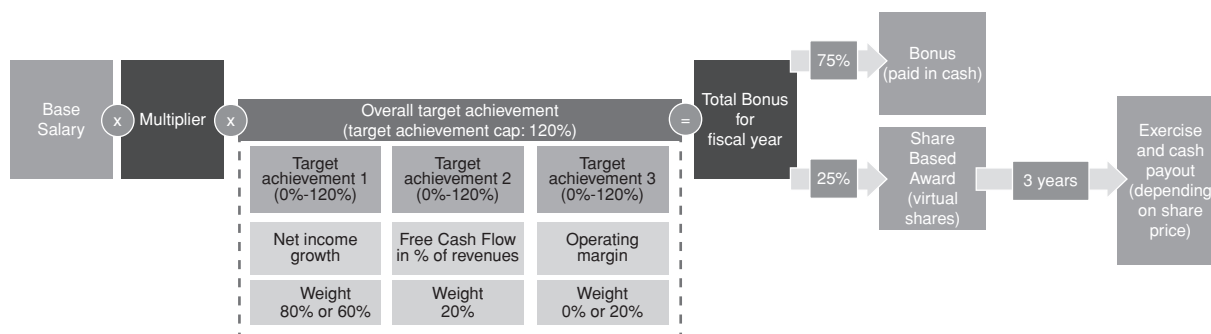 Base
Salary
x
Multiplier
x
Overall target achievement
(target achievement cap: 120%)
Target
achievement 1
(0%-120%)
Target
achievement 2
(0%-120%)
Target
achievement 3
(0%-120%)
Net income
growth
Free Cash Flow
in % of revenues
Operating
margin
Weight
80% or 60%
Weight
20%
Weight
0% or 20%
=
Total Bonus
for
fiscal year
75%
Bonus
(paid in cash)
25%
Share
Based
Award
(virtual
shares)
3 years
Exercise
and cash
payout
(depending
on share
price)